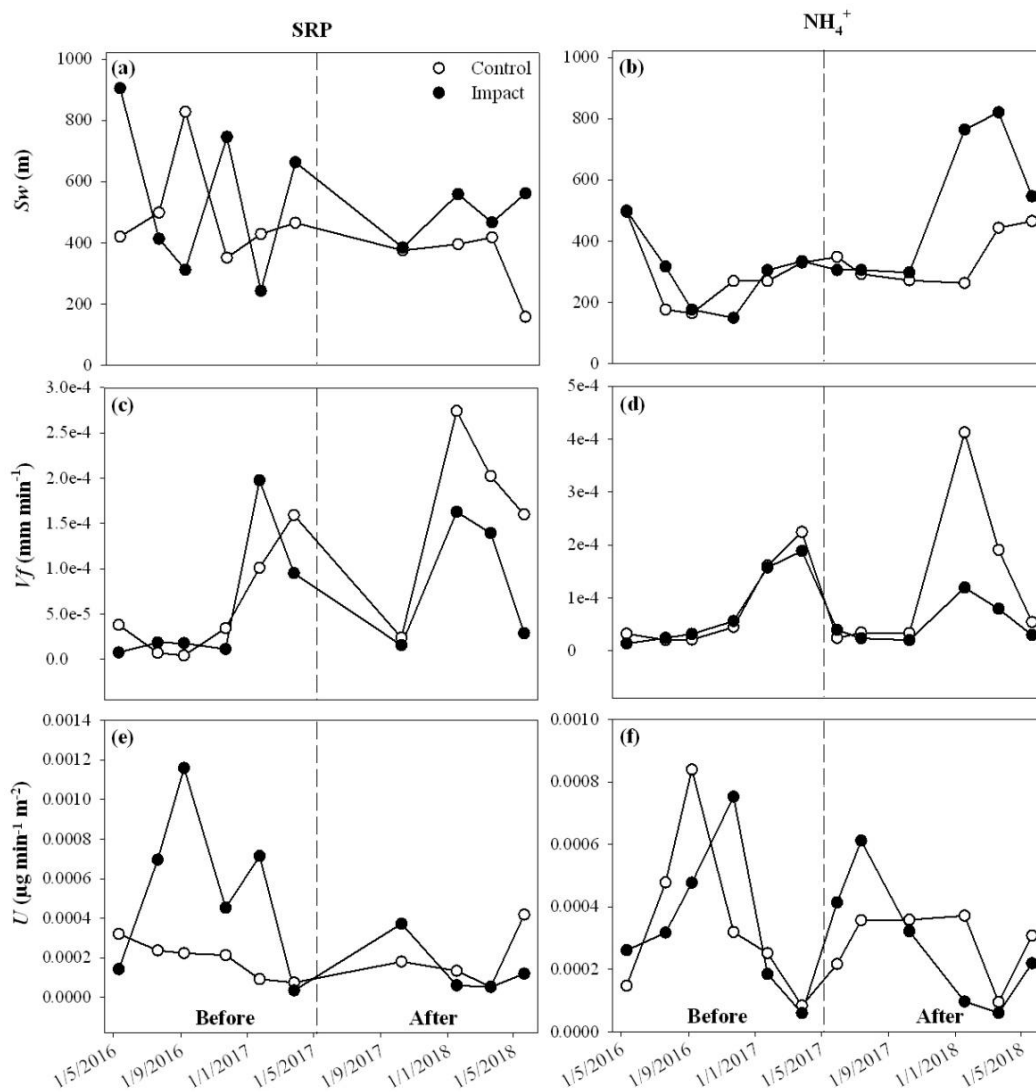 SRP
NH₄⁺
(a)
Control
Impact
1000
800
600
400
200
0
Sw (m)
(b)
1000
800
600
400
200
0
(c)
3.0e-4
2.5e-4
2.0e-4
1.5e-4
1.0e-4
5.0e-5
0.0
Vf (mm min⁻¹)
(d)
5e-4
4e-4
3e-4
2e-4
1e-4
0
(e)
0.0014
0.0012
0.0010
0.0008
0.0006
0.0004
0.0002
0.0000
U (µg min⁻¹ m⁻²)
Before
After
(f)
0.0010
0.0008
0.0006
0.0004
0.0002
0.0000
Before
After
1/5/2016
1/9/2016
1/1/2017
1/5/2017
1/9/2017
1/1/2018
1/5/2018
1/5/2016
1/9/2016
1/1/2017
1/5/2017
1/9/2017
1/1/2018
1/5/2018